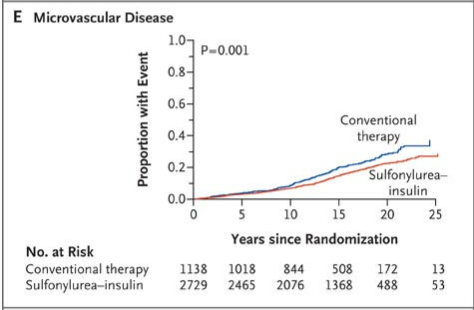 E Microvascular Disease
1.0
P=0.001
0.8
0.6
0.4
0.2
0.0
Proportion with Event
Conventional
therapy
Sulfonylurea–
insulin
0 5 10 15 20 25
Years since Randomization
No. at Risk
Conventional therapy 1138 1018 844 508 172 13
Sulfonylurea–insulin 2729 2465 2076 1368 488 53